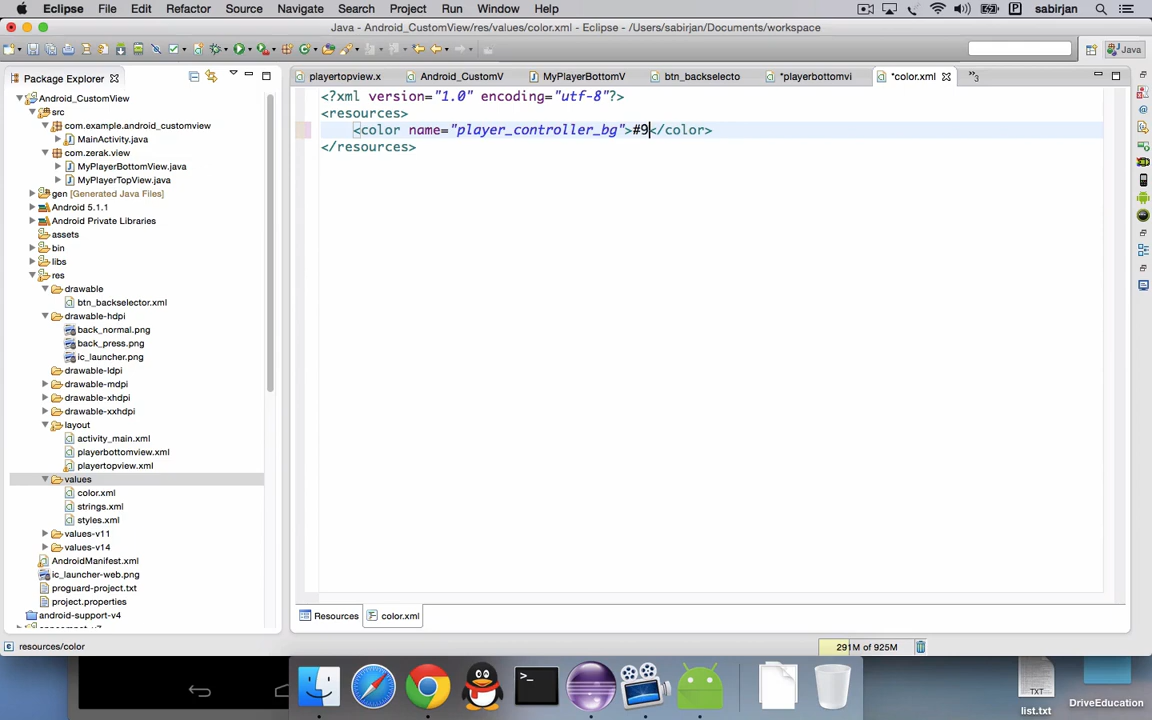 Eclipse File Edit Refactor Source Navigate Search Project Run Window Help sabirjan
Java - Android_CustomView/res/values/color.xml - Eclipse - /Users/sabirjan/Documents/workspace
Java
Package Explorer
playertopview.x Android_CustomV MyPlayerBottomV btn_backselecto *playerbottomvi *color.xml »₃
Android_CustomView
src
com.example.android_customview
MainActivity.java
com.zerak.view
MyPlayerBottomView.java
MyPlayerTopView.java
gen [Generated Java Files]
Android 5.1.1
Android Private Libraries
assets
bin
libs
res
drawable
btn_backselector.xml
drawable-hdpi
back_normal.png
back_press.png
ic_launcher.png
drawable-ldpi
drawable-mdpi
drawable-xhdpi
drawable-xxhdpi
layout
activity_main.xml
playerbottomview.xml
playertopview.xml
values
color.xml
strings.xml
styles.xml
values-v11
values-v14
AndroidManifest.xml
ic_launcher-web.png
proguard-project.txt
project.properties
android-support-v4
<?xml version="1.0" encoding="utf-8"?>
<resources>
<color name="player_controller_bg">#9</color>
</resources>
Resources color.xml
resources/color
291M of 925M
TXT
list.txt
DriveEducation